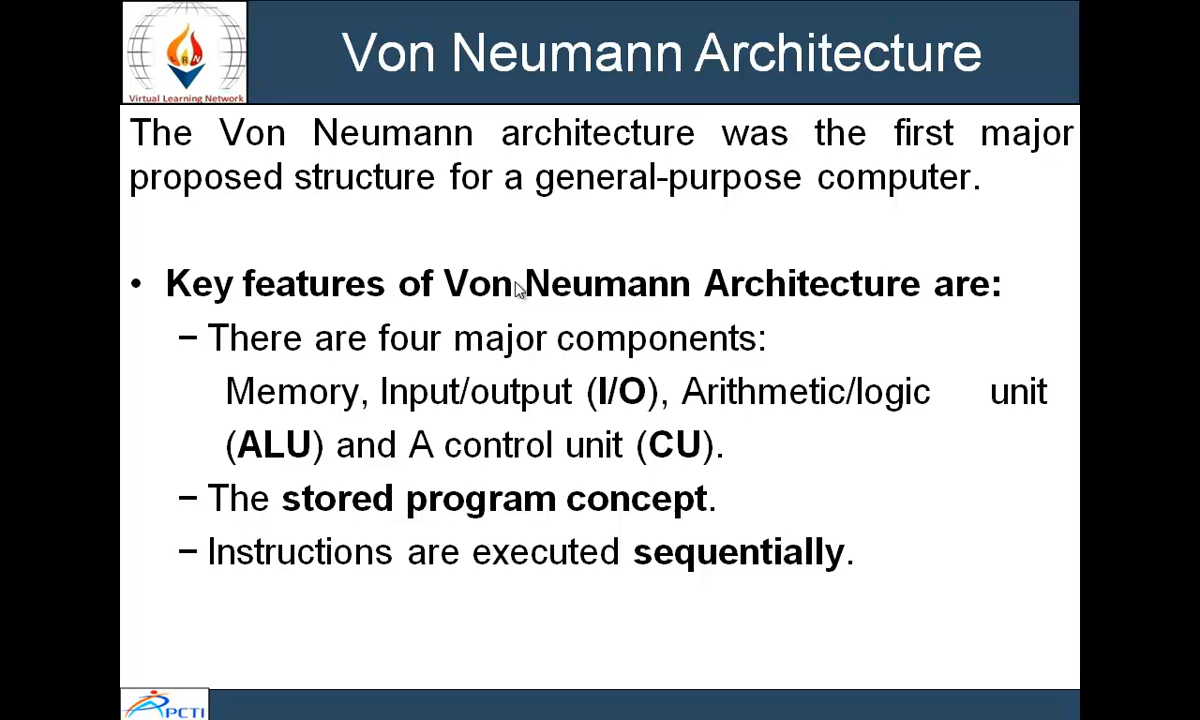 Von Neumann Architecture
Virtual Learning Network
The Von Neumann architecture was the first major
proposed structure for a general-purpose computer.
• Key features of Von Neumann Architecture are:
– There are four major components:
Memory, Input/output (I/O), Arithmetic/logic unit
(ALU) and A control unit (CU).
– The stored program concept.
– Instructions are executed sequentially.
PCTI